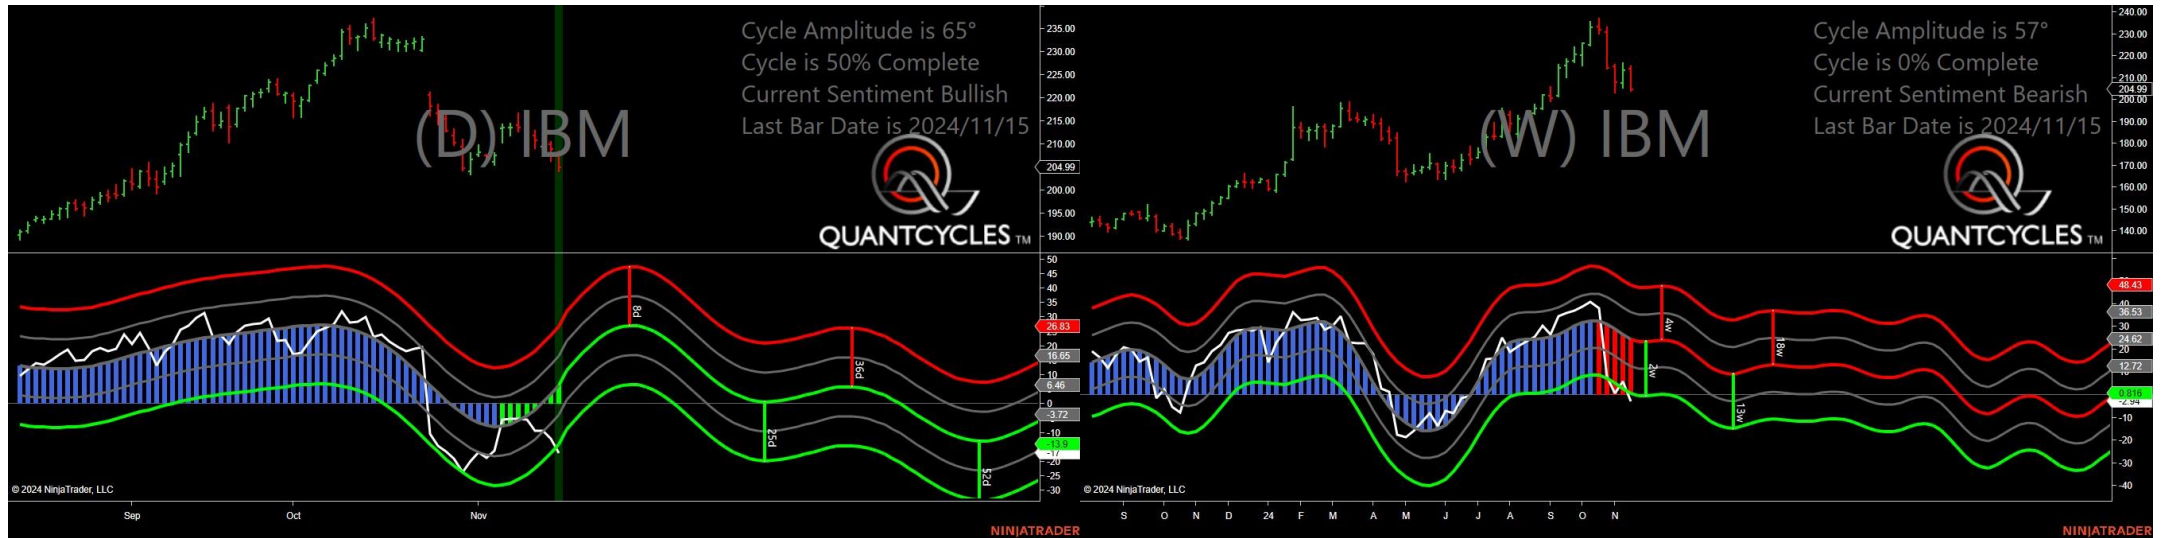 Cycle Amplitude is 65°
Cycle is 50% Complete
Current Sentiment Bullish
Last Bar Date is 2024/11/15
(D) IBM
QUANTCYCLES TM
235.00
230.00
225.00
220.00
215.00
210.00
204.99
200.00
195.00
190.00
50
45
40
35
30
26.83
20
16.65
10
6.46
0
-3.72
-10
-13.9
-17
-20
-25
-30
8d
25d
36d
52d
© 2024 NinjaTrader, LLC
Sep Oct Nov
NINJATRADER
Cycle Amplitude is 57°
Cycle is 0% Complete
Current Sentiment Bearish
Last Bar Date is 2024/11/15
(W) IBM
QUANTCYCLES TM
240.00
230.00
220.00
210.00
204.99
200.00
190.00
180.00
170.00
160.00
150.00
140.00
48.43
40
36.53
30
24.62
20
12.72
10
0.816
-2.94
-10
-20
-30
-40
4w
2w
18w
13w
© 2024 NinjaTrader, LLC
S O N D 24 F M A M J J A S O N
NINJATRADER